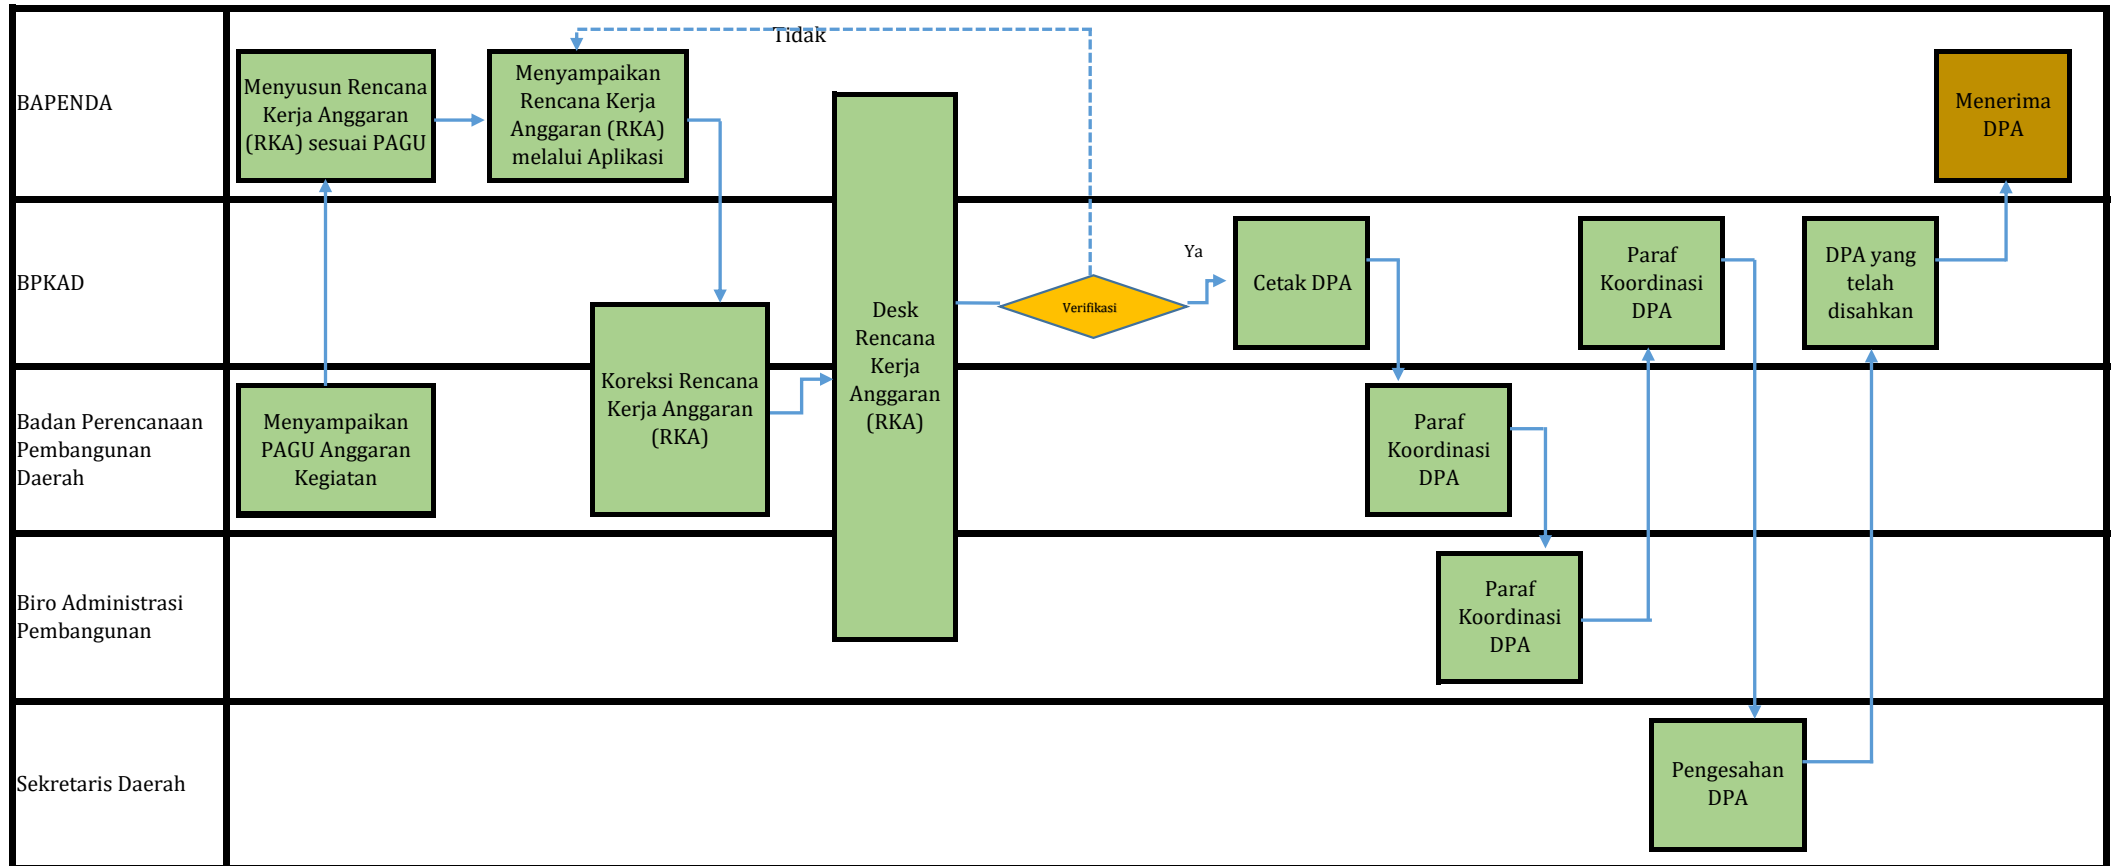 Tidak
BAPENDA
Menyusun Rencana
Kerja Anggaran
(RKA) sesuai PAGU
Menyampaikan
Rencana Kerja
Anggaran (RKA)
melalui Aplikasi
Menerima
DPA
BPKAD
Koreksi Rencana
Kerja Anggaran
(RKA)
Desk
Rencana
Kerja
Anggaran
(RKA)
Verifikasi
Ya
Cetak DPA
Paraf
Koordinasi
DPA
DPA yang
telah
disahkan
Badan Perencanaan
Pembangunan
Daerah
Menyampaikan
PAGU Anggaran
Kegiatan
Paraf
Koordinasi
DPA
Biro Administrasi
Pembangunan
Paraf
Koordinasi
DPA
Sekretaris Daerah
Pengesahan
DPA